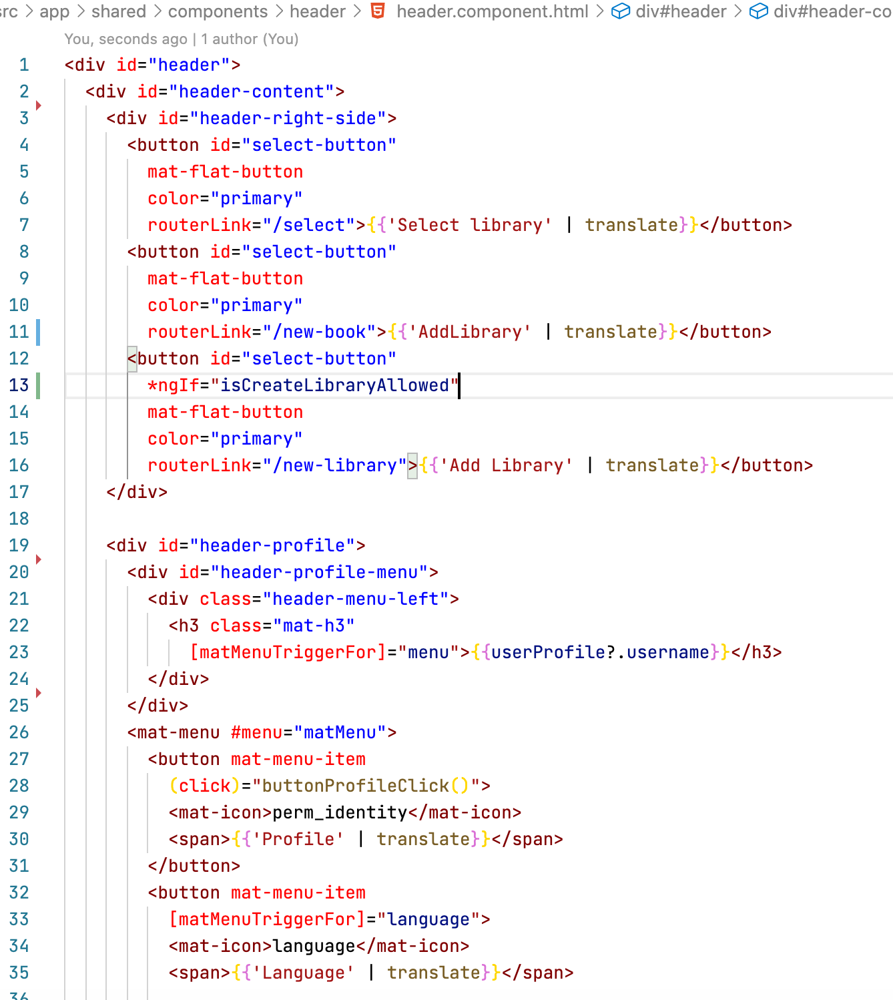 src > app > shared > components > header > header.component.html > div#header > div#header-co
You, seconds ago | 1 author (You)
1 <div id="header">
2 <div id="header-content">
3 <div id="header-right-side">
4 <button id="select-button"
5 mat-flat-button
6 color="primary"
7 routerLink="/select">{{'Select library' | translate}}</button>
8 <button id="select-button"
9 mat-flat-button
10 color="primary"
11 routerLink="/new-book">{{'AddLibrary' | translate}}</button>
12 <button id="select-button"
13 *ngIf="isCreateLibraryAllowed"
14 mat-flat-button
15 color="primary"
16 routerLink="/new-library">{{'Add Library' | translate}}</button>
17 </div>
18
19 <div id="header-profile">
20 <div id="header-profile-menu">
21 <div class="header-menu-left">
22 <h3 class="mat-h3"
23 [matMenuTriggerFor]="menu">{{userProfile?.username}}</h3>
24 </div>
25 </div>
26 <mat-menu #menu="matMenu">
27 <button mat-menu-item
28 (click)="buttonProfileClick()">
29 <mat-icon>perm_identity</mat-icon>
30 <span>{{'Profile' | translate}}</span>
31 </button>
32 <button mat-menu-item
33 [matMenuTriggerFor]="language">
34 <mat-icon>language</mat-icon>
35 <span>{{'Language' | translate}}</span>
36